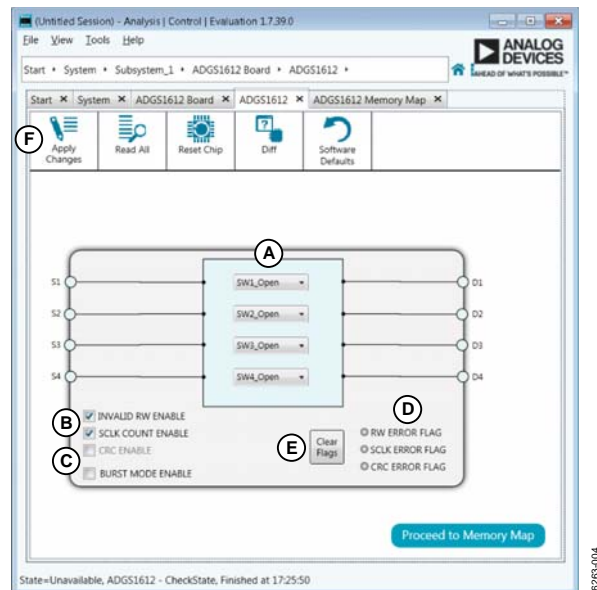 (Untitled Session) - Analysis | Control | Evaluation 1.7.39.0
File View Tools Help
ANALOG
DEVICES
AHEAD OF WHAT'S POSSIBLE™
Start System Subsystem_1 ADGS1612 Board ADGS1612
Start × System × ADGS1612 Board × ADGS1612 × ADGS1612 Memory Map ×
F
Apply
Changes
Read All
Reset Chip
Diff
Software
Defaults
A
S1 SW1_Open D1
S2 SW2_Open D2
S3 SW3_Open D3
S4 SW4_Open D4
B
INVALID RW ENABLE
SCLK COUNT ENABLE
C
CRC ENABLE
BURST MODE ENABLE
E
Clear
Flags
D
RW ERROR FLAG
SCLK ERROR FLAG
CRC ERROR FLAG
Proceed to Memory Map
State=Unavailable, ADGS1612 - CheckState, Finished at 17:25:50
6263-004